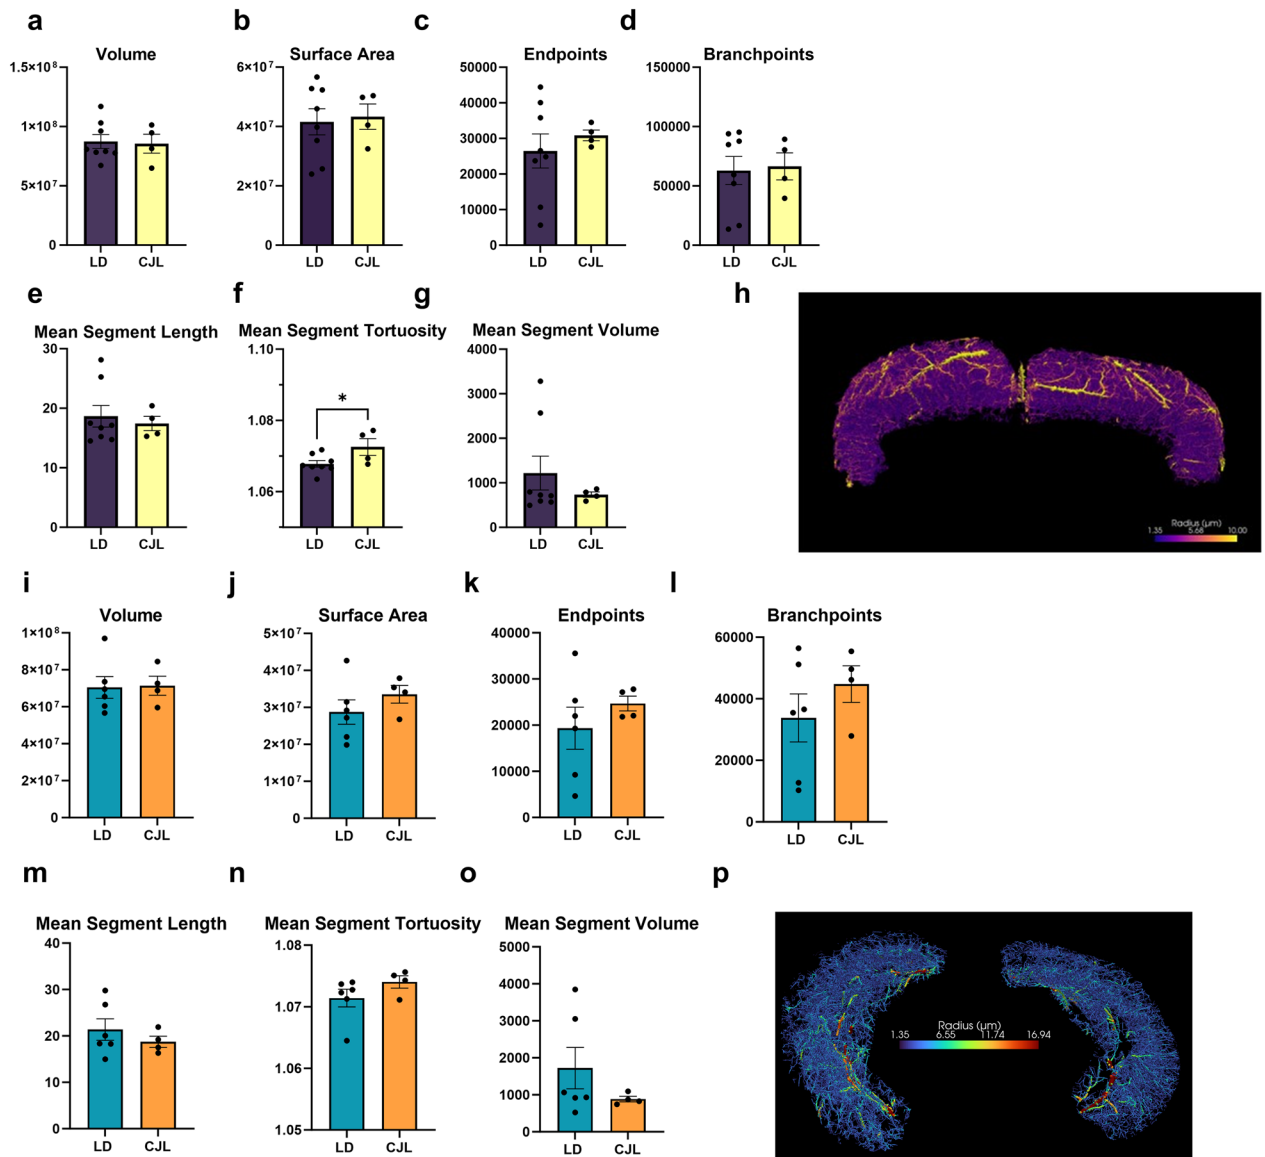 a
Volume
1.5×10⁸
1×10⁸
5×10⁷
0
LD CJL
b
Surface Area
6×10⁷
4×10⁷
2×10⁷
0
LD CJL
c
Endpoints
50000
40000
30000
20000
10000
0
LD CJL
d
Branchpoints
150000
100000
50000
0
LD CJL
e
Mean Segment Length
30
20
10
0
LD CJL
f
Mean Segment Tortuosity
1.10
1.08
1.06
*
LD CJL
g
Mean Segment Volume
4000
3000
2000
1000
0
LD CJL
h
Radius (µm)
1.35 5.68 10.00
i
Volume
1×10⁸
8×10⁷
6×10⁷
4×10⁷
2×10⁷
0
LD CJL
j
Surface Area
5×10⁷
4×10⁷
3×10⁷
2×10⁷
1×10⁷
0
LD CJL
k
Endpoints
40000
30000
20000
10000
0
LD CJL
l
Branchpoints
60000
40000
20000
0
LD CJL
m
Mean Segment Length
40
30
20
10
0
LD CJL
n
Mean Segment Tortuosity
1.08
1.07
1.06
1.05
LD CJL
o
Mean Segment Volume
5000
4000
3000
2000
1000
0
LD CJL
p
Radius (µm)
1.35 6.55 11.74 16.94